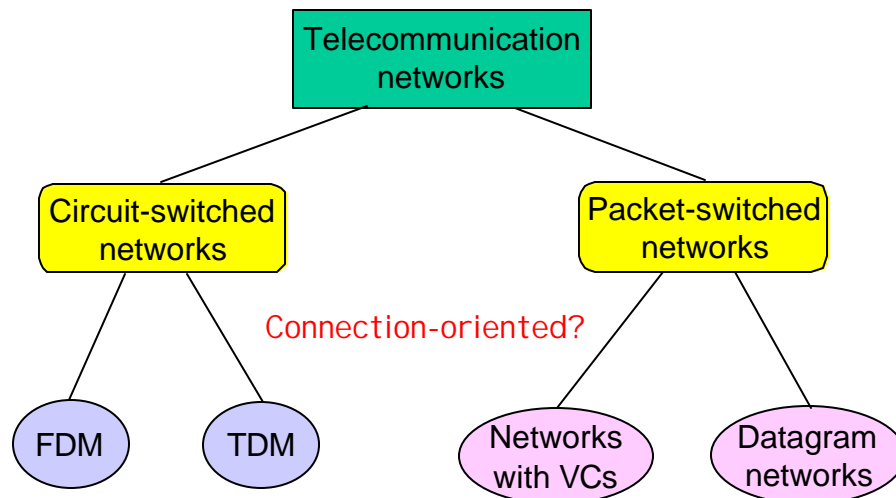 Telecommunication
networks
Circuit-switched
networks
Packet-switched
networks
Connection-oriented?
FDM
TDM
Networks
with VCs
Datagram
networks